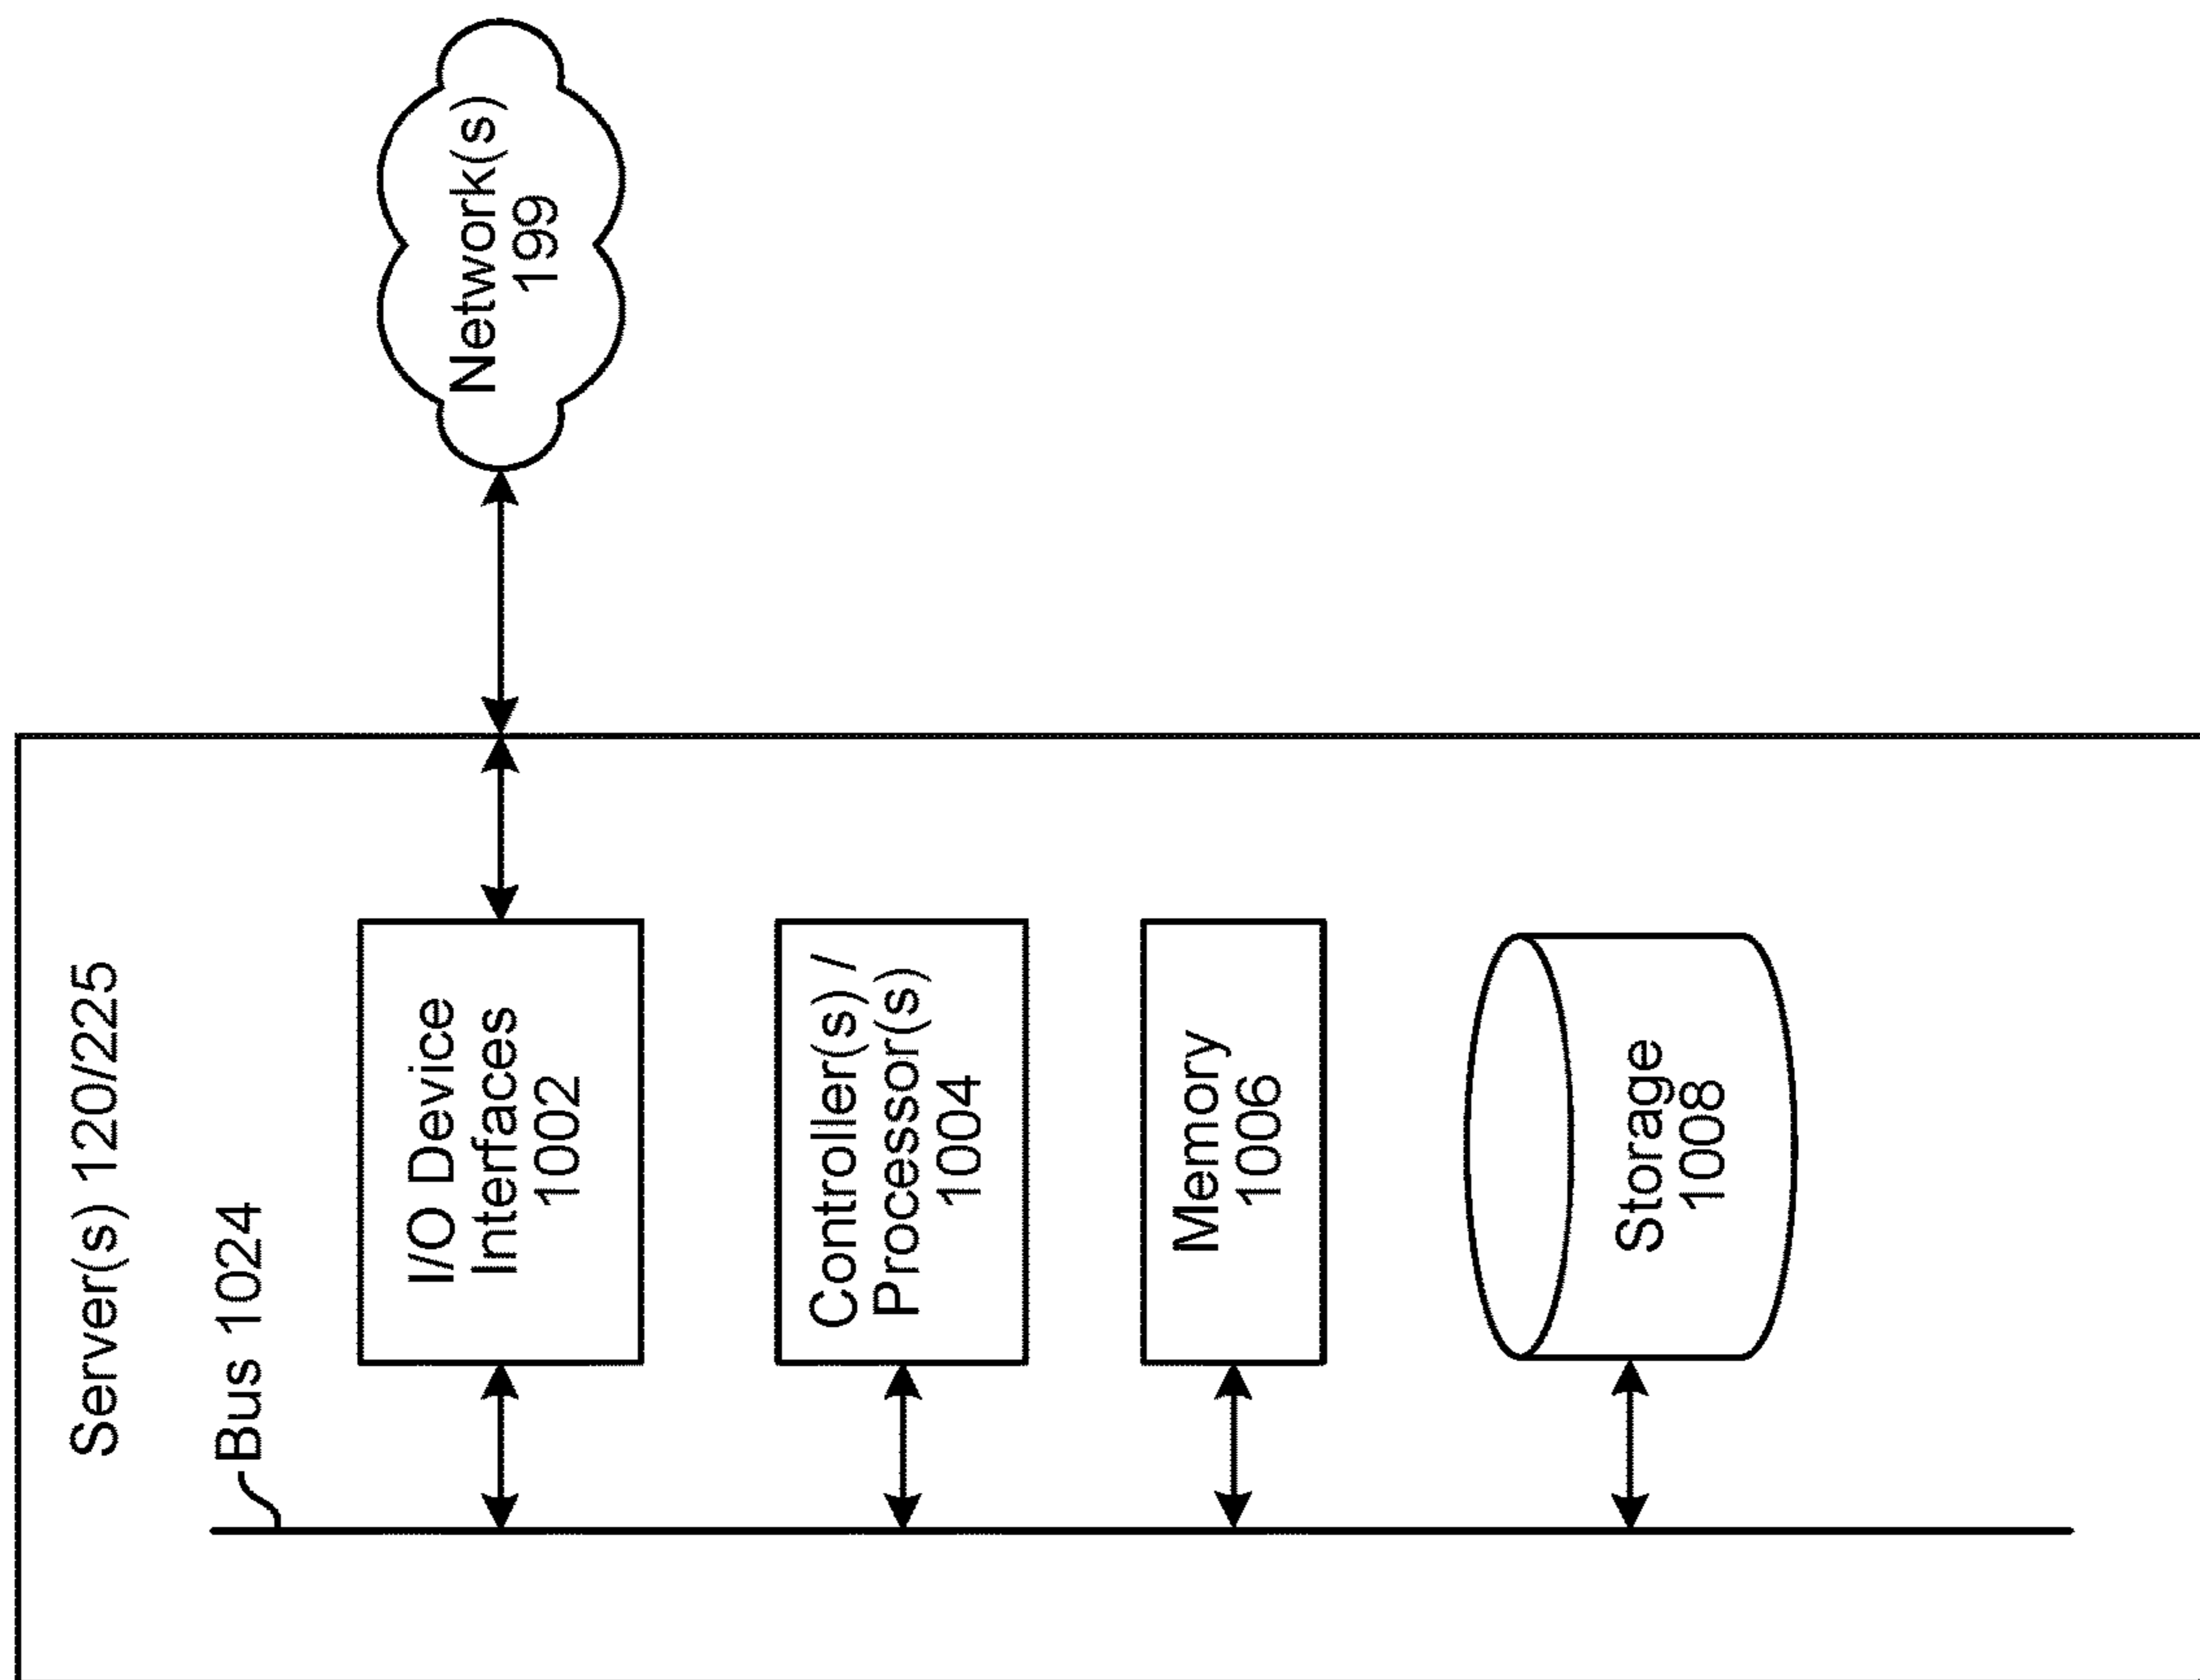 Server(s) 120/225
Bus 1024
I/O Device
Interfaces
1002
Network(s)
199
Controller(s) /
Processor(s)
1004
Memory
1006
Storage
1008